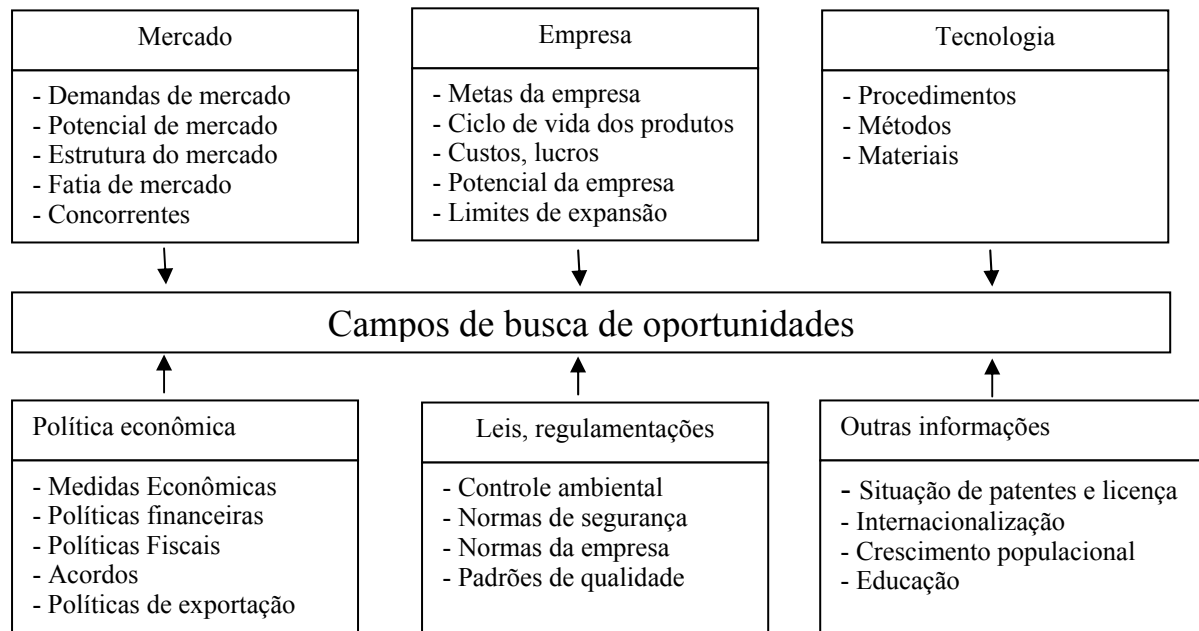 Mercado
- Demandas de mercado
- Potencial de mercado
- Estrutura do mercado
- Fatia de mercado
- Concorrentes
Empresa
- Metas da empresa
- Ciclo de vida dos produtos
- Custos, lucros
- Potencial da empresa
- Limites de expansão
Tecnologia
- Procedimentos
- Métodos
- Materiais
Campos de busca de oportunidades
Política econômica
- Medidas Econômicas
- Políticas financeiras
- Políticas Fiscais
- Acordos
- Políticas de exportação
Leis, regulamentações
- Controle ambiental
- Normas de segurança
- Normas da empresa
- Padrões de qualidade
Outras informações
- Situação de patentes e licença
- Internacionalização
- Crescimento populacional
- Educação